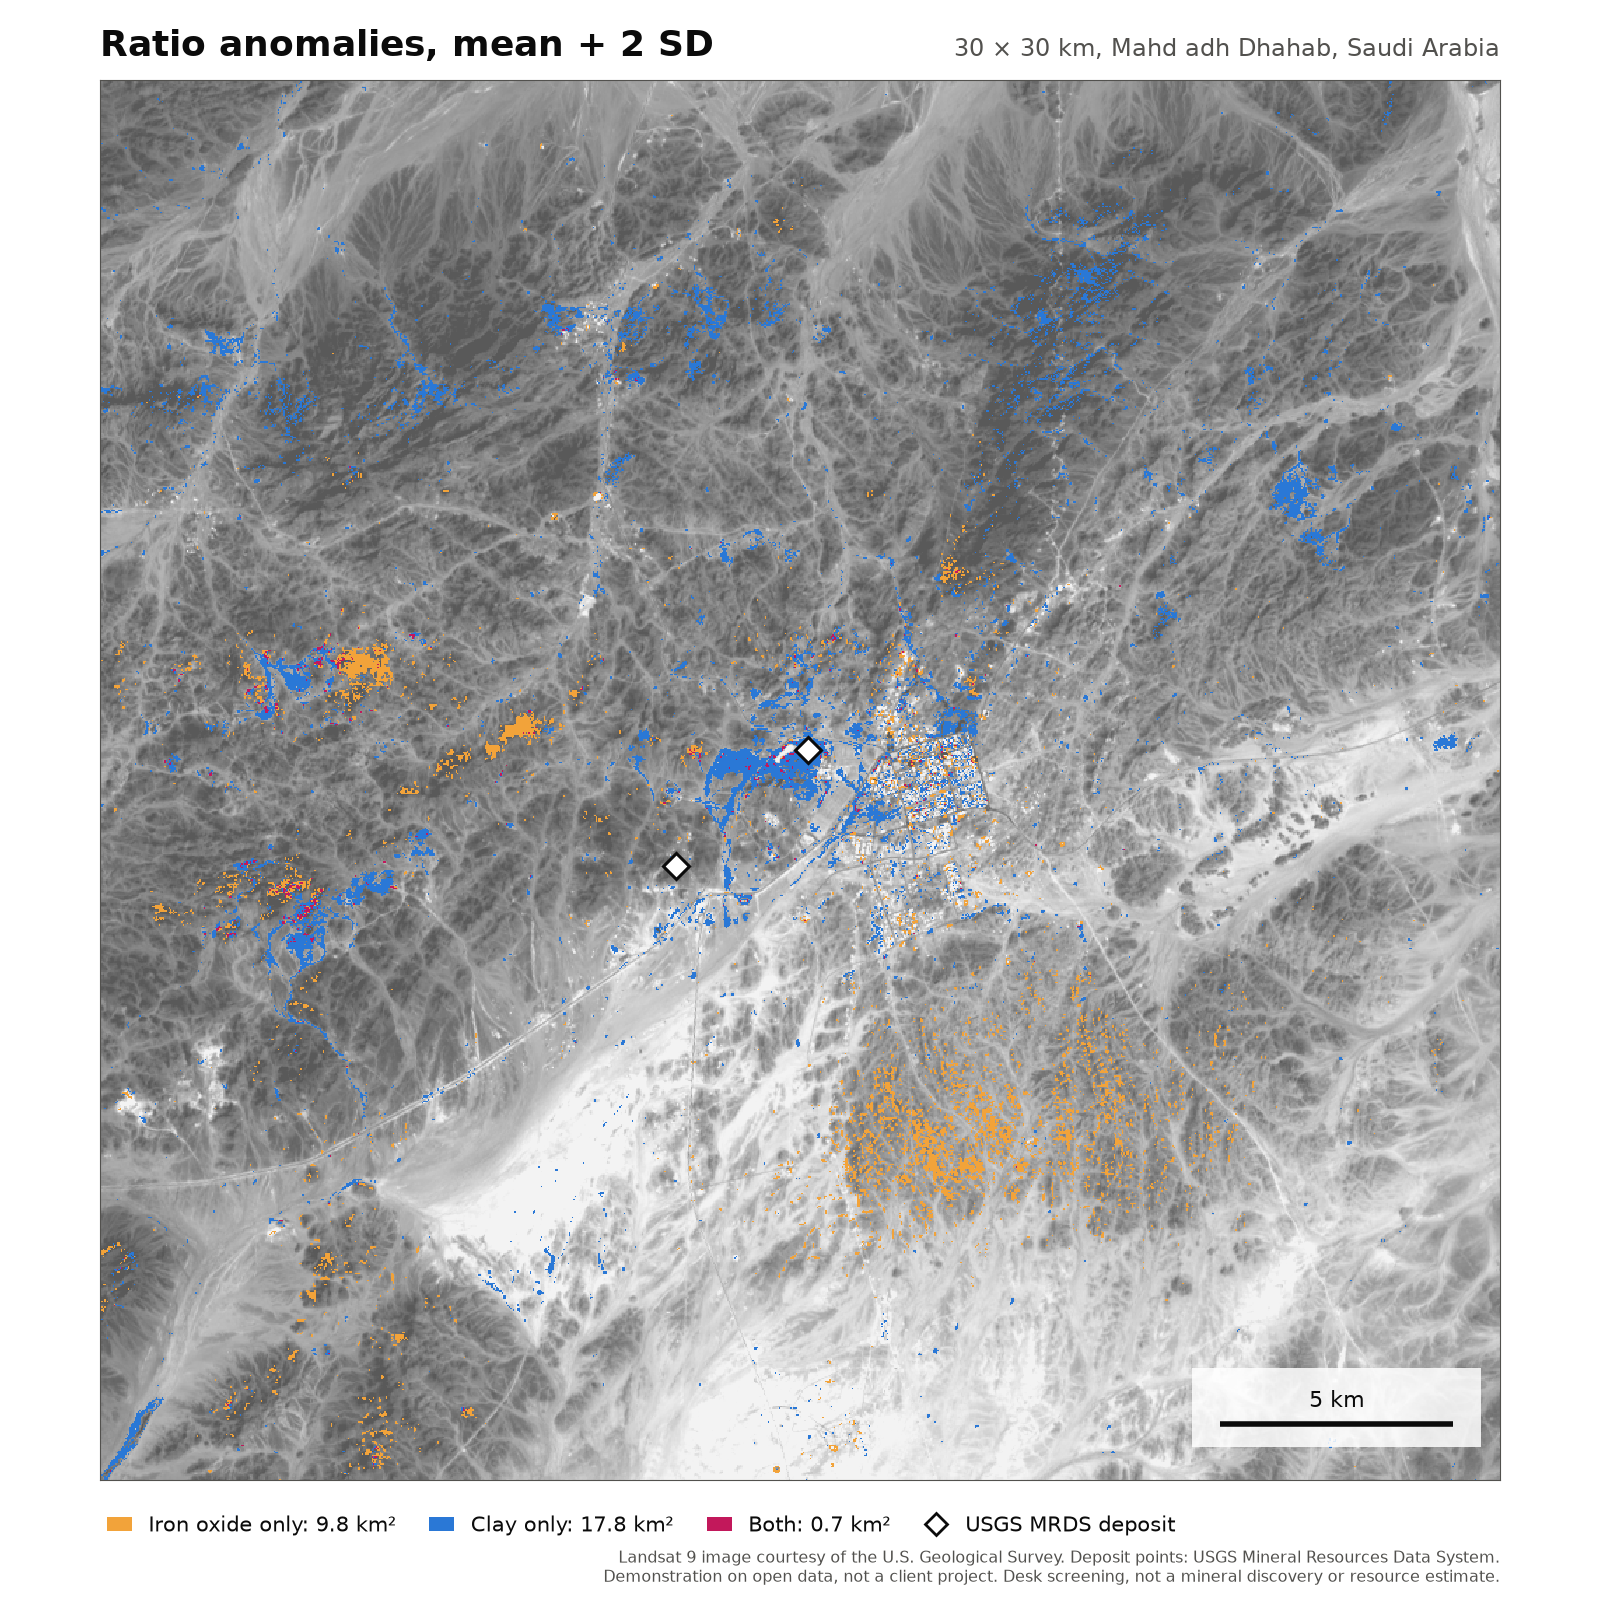 Ratio anomalies, mean + 2 SD
30 × 30 km, Mahd adh Dhahab, Saudi Arabia
5 km
Iron oxide only: 9.8 km²
Clay only: 17.8 km²
Both: 0.7 km²
USGS MRDS deposit
Landsat 9 image courtesy of the U.S. Geological Survey. Deposit points: USGS Mineral Resources Data System.
Demonstration on open data, not a client project. Desk screening, not a mineral discovery or resource estimate.